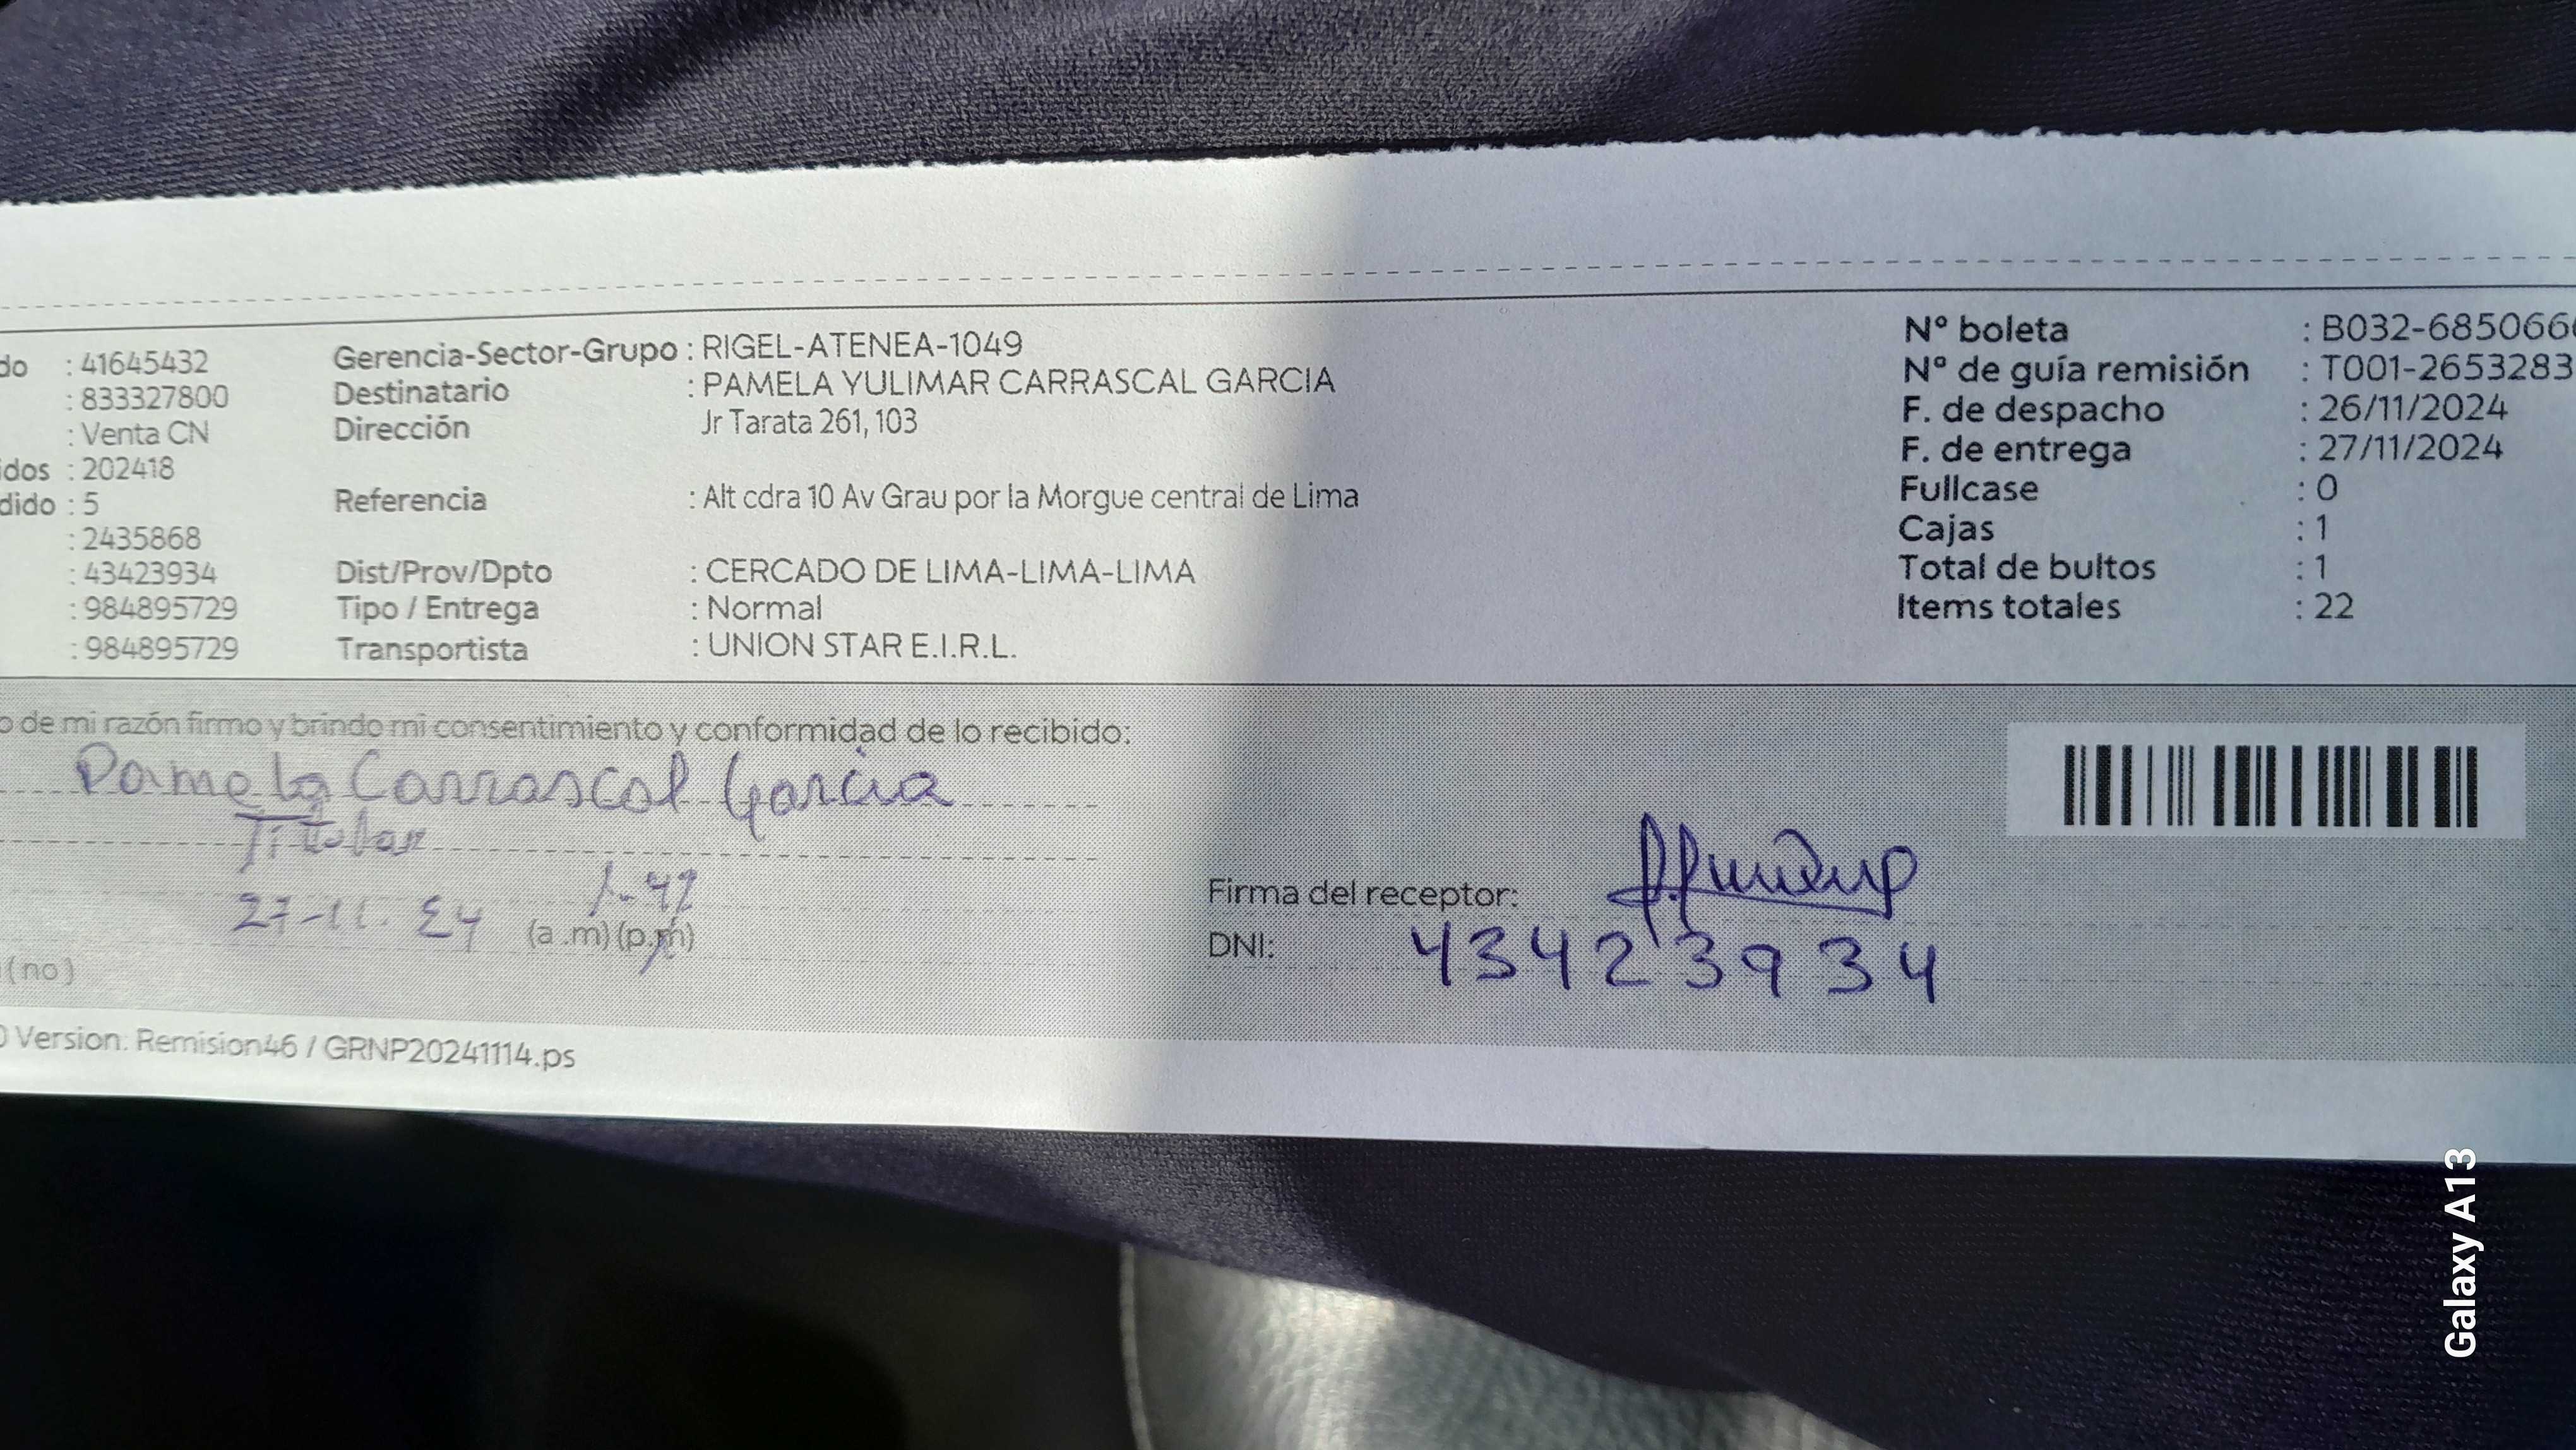 do : 41645432
: 833327800
: Venta CN
idos : 202418
dido : 5
: 2435868
: 43423934
: 984895729
: 984895729
Gerencia-Sector-Grupo : RIGEL-ATENEA-1049
Destinatario : PAMELA YULIMAR CARRASCAL GARCIA
Dirección Jr Tarata 261, 103
Referencia : Alt cdra 10 Av Grau por la Morgue central de Lima
Dist/Prov/Dpto : CERCADO DE LIMA-LIMA-LIMA
Tipo / Entrega : Normal
Transportista : UNION STAR E.I.R.L.
Nº boleta : B032-685066
Nº de guía remisión : T001-2653283
F. de despacho : 26/11/2024
F. de entrega : 27/11/2024
Fullcase : 0
Cajas : 1
Total de bultos : 1
Items totales : 22
o de mi razón firmo y brindo mi consentimiento y conformidad de lo recibido:
Pamela Carrascal Garcia
Titular
27-11. 24 (a .m) (p.m)
(no)
Firma del receptor:
DNI: 43423934
Version: Remision46 / GRNP20241114.ps
Galaxy A13